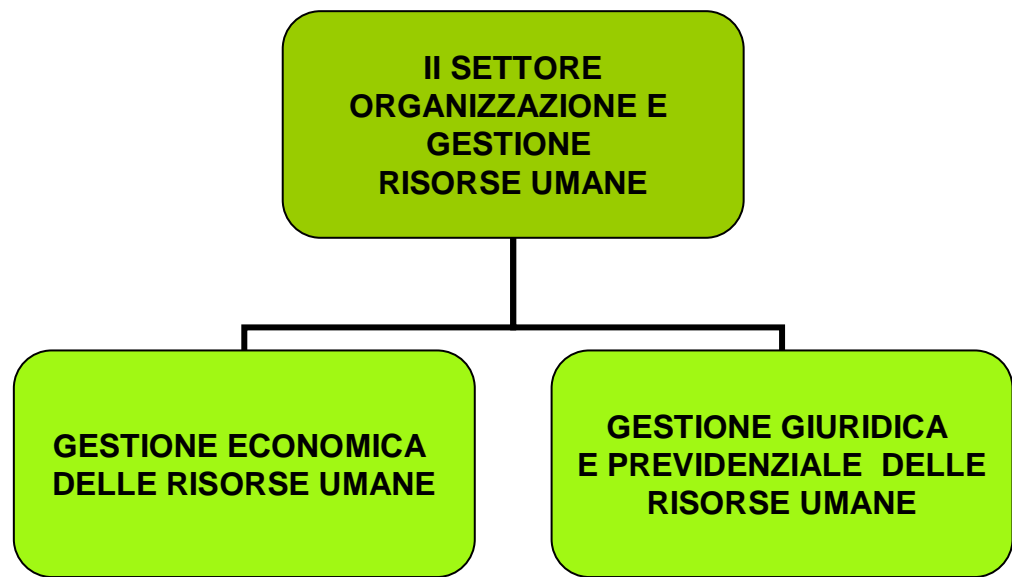 II SETTORE
ORGANIZZAZIONE E
GESTIONE
RISORSE UMANE
GESTIONE ECONOMICA
DELLE RISORSE UMANE
GESTIONE GIURIDICA
E PREVIDENZIALE DELLE
RISORSE UMANE